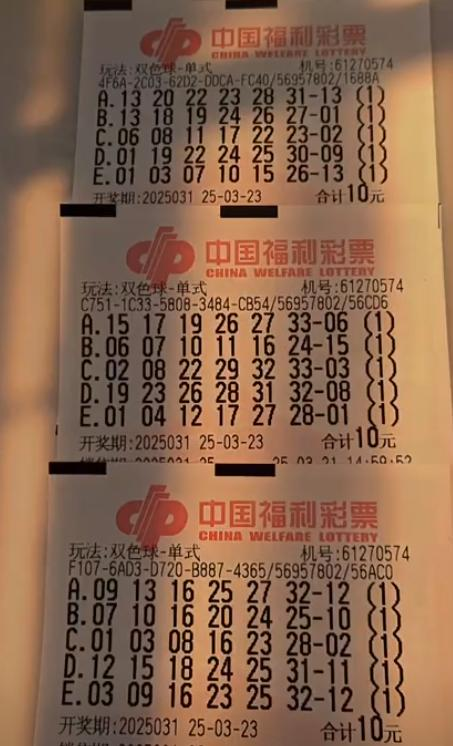 中国福利彩票
CHINA WELFARE LOTTERY
玩法:双色球-单式 机号:61270574
4F6A-2C03-62D2-DDCA-FC40/56957802/1688A
A.13 20 22 23 28 31-13 (1)
B.13 18 19 24 26 27-01 (1)
C.06 08 11 17 22 23-02 (1)
D.01 19 22 24 25 30-09 (1)
E.01 03 07 10 15 26-13 (1)
开奖期:2025031 25-03-23 合计10元
中国福利彩票
CHINA WELFARE LOTTERY
玩法:双色球-单式 机号:61270574
C751-1C33-5808-3484-CB54/56957802/56CD6
A.15 17 19 26 27 33-06 (1)
B.06 07 10 11 16 24-15 (1)
C.02 08 22 29 32 33-03 (1)
D.19 23 26 28 31 32-08 (1)
E.01 04 12 17 27 28-01 (1)
开奖期:2025031 25-03-23 合计10元
25-03-21 14:59:52
中国福利彩票
CHINA WELFARE LOTTERY
玩法:双色球-单式 机号:61270574
F107-6AD3-D720-B887-4365/56957802/56AC0
A.09 13 16 25 27 32-12 (1)
B.07 10 16 20 24 25-10 (1)
C.01 03 08 16 23 28-02 (1)
D.12 15 18 24 25 31-11 (1)
E.03 09 16 23 25 32-12 (1)
开奖期:2025031 25-03-23 合计10元